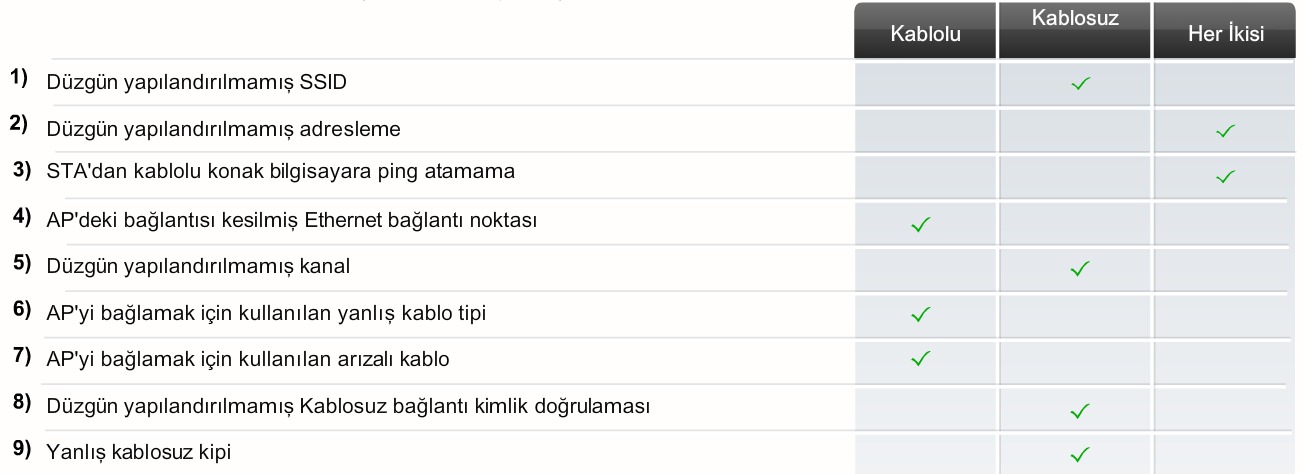 Kablolu Kablosuz Her İkisi
1) Düzgün yapılandırılmamış SSID
2) Düzgün yapılandırılmamış adresleme
3) STA'dan kablolu konak bilgisayara ping atamama
4) AP'deki bağlantısı kesilmiş Ethernet bağlantı noktası
5) Düzgün yapılandırılmamış kanal
6) AP'yi bağlamak için kullanılan yanlış kablo tipi
7) AP'yi bağlamak için kullanılan arızalı kablo
8) Düzgün yapılandırılmamış Kablosuz bağlantı kimlik doğrulaması
9) Yanlış kablosuz kipi